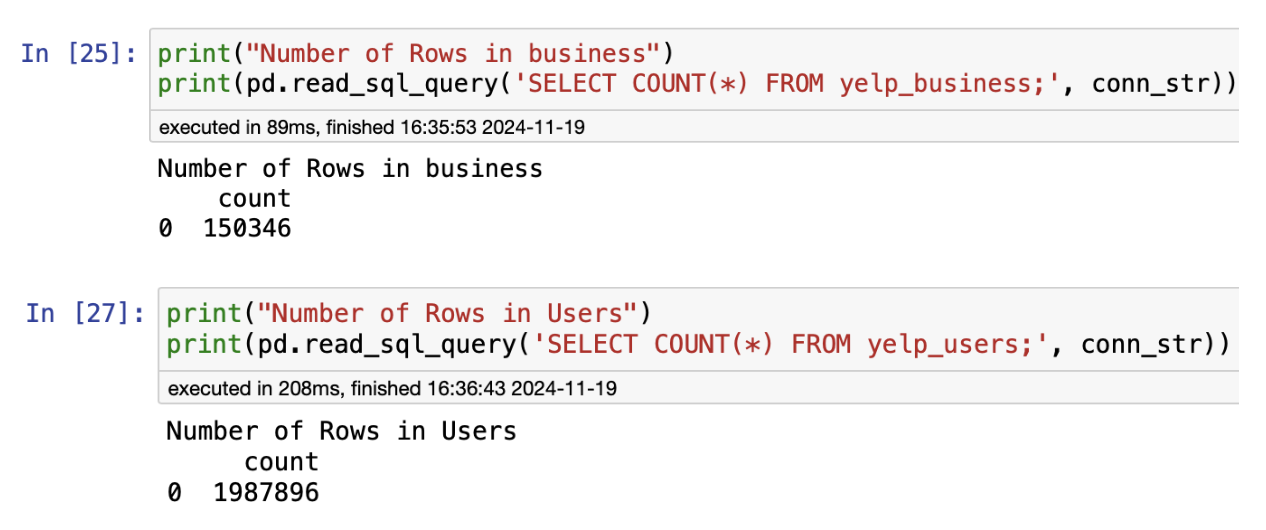 In [25]: print("Number of Rows in business")
print(pd.read_sql_query('SELECT COUNT(*) FROM yelp_business;', conn_str))
executed in 89ms, finished 16:35:53 2024-11-19
Number of Rows in business
count
0 150346
In [27]: print("Number of Rows in Users")
print(pd.read_sql_query('SELECT COUNT(*) FROM yelp_users;', conn_str))
executed in 208ms, finished 16:36:43 2024-11-19
Number of Rows in Users
count
0 1987896